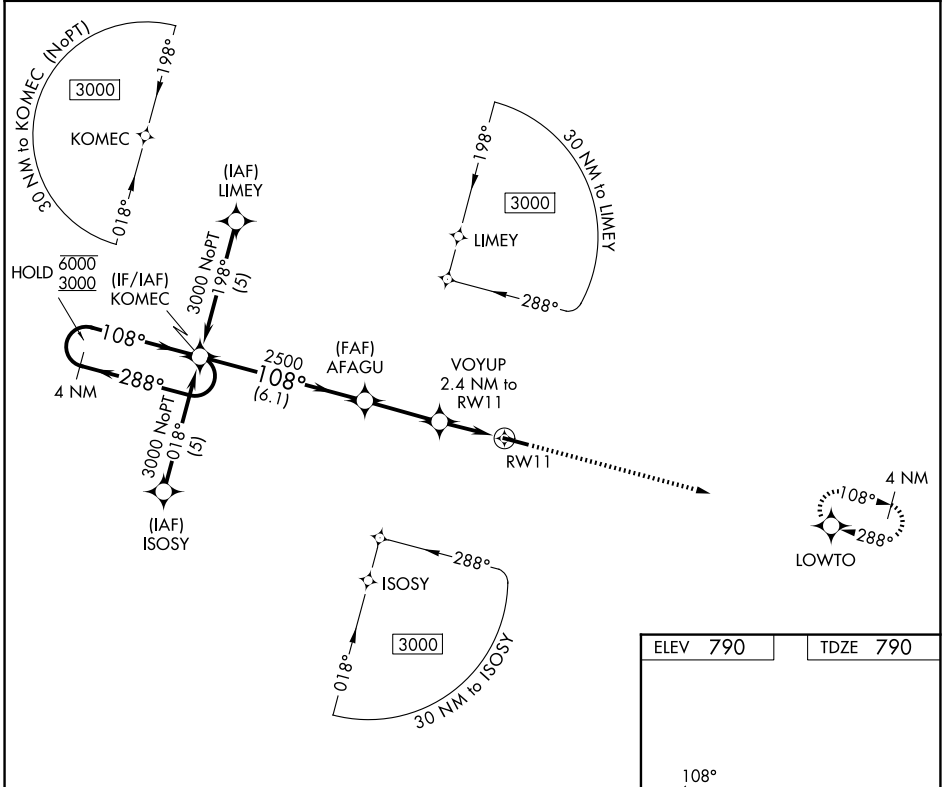 30 NM to KOMEC (NoPT)
3000
198°
KOMEC
018°
(IAF)
LIMEY
3000 NoPT
198°
(5)
HOLD
6000
3000
(IF/IAF)
KOMEC
108°
288°
4 NM
3000 NoPT
018°
(5)
(IAF)
ISOSY
2500
108°
(6.1)
(FAF)
AFAGU
VOYUP
2.4 NM to
RW11
RW11
198°
30 NM to LIMEY
3000
LIMEY
288°
4 NM
108°
288°
LOWTO
288°
ISOSY
3000
018°
30 NM to ISOSY
ELEV 790
TDZE 790
108°